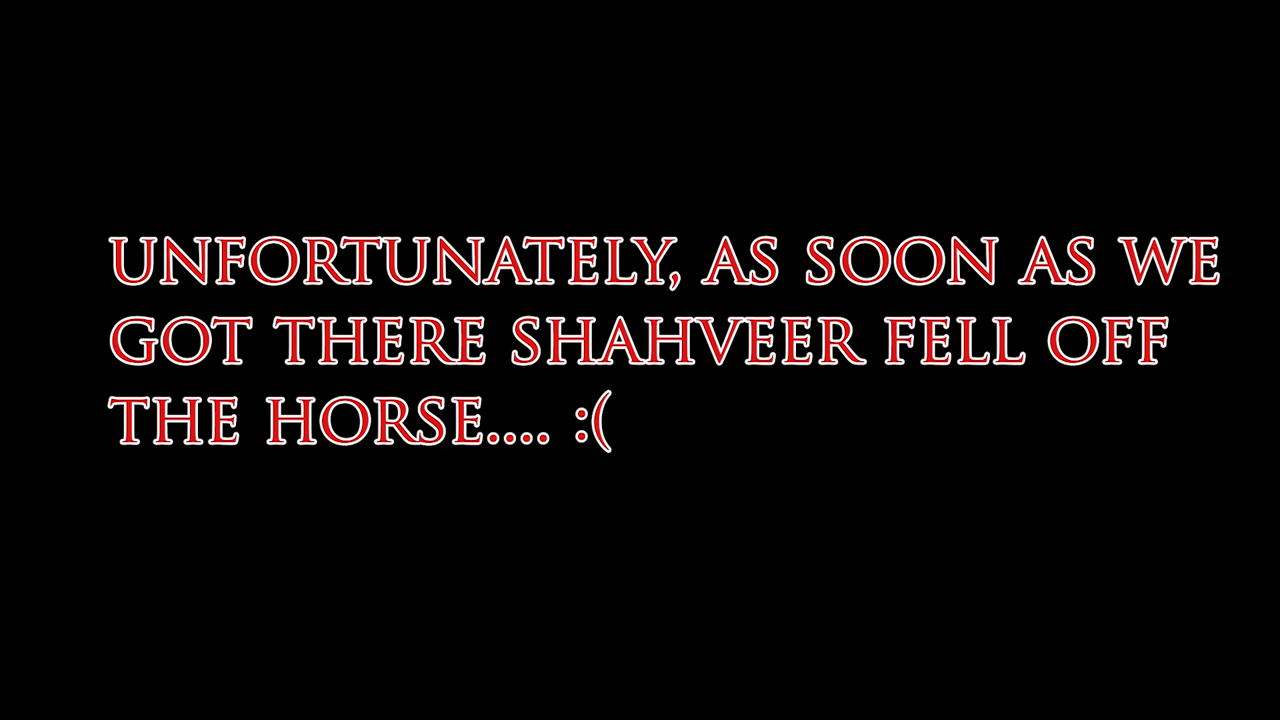 UNFORTUNATELY, AS SOON AS WE
GOT THERE SHAHVEER FELL OFF
THE HORSE.... :(